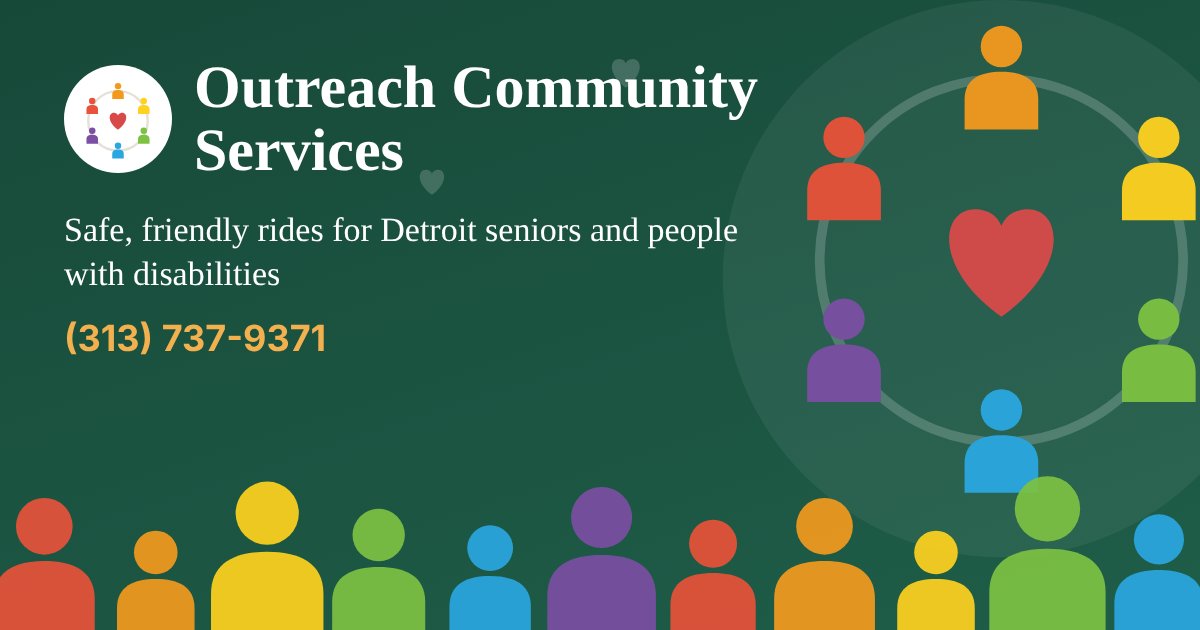 Outreach Community
Services
Safe, friendly rides for Detroit seniors and people
with disabilities
(313) 737-9371